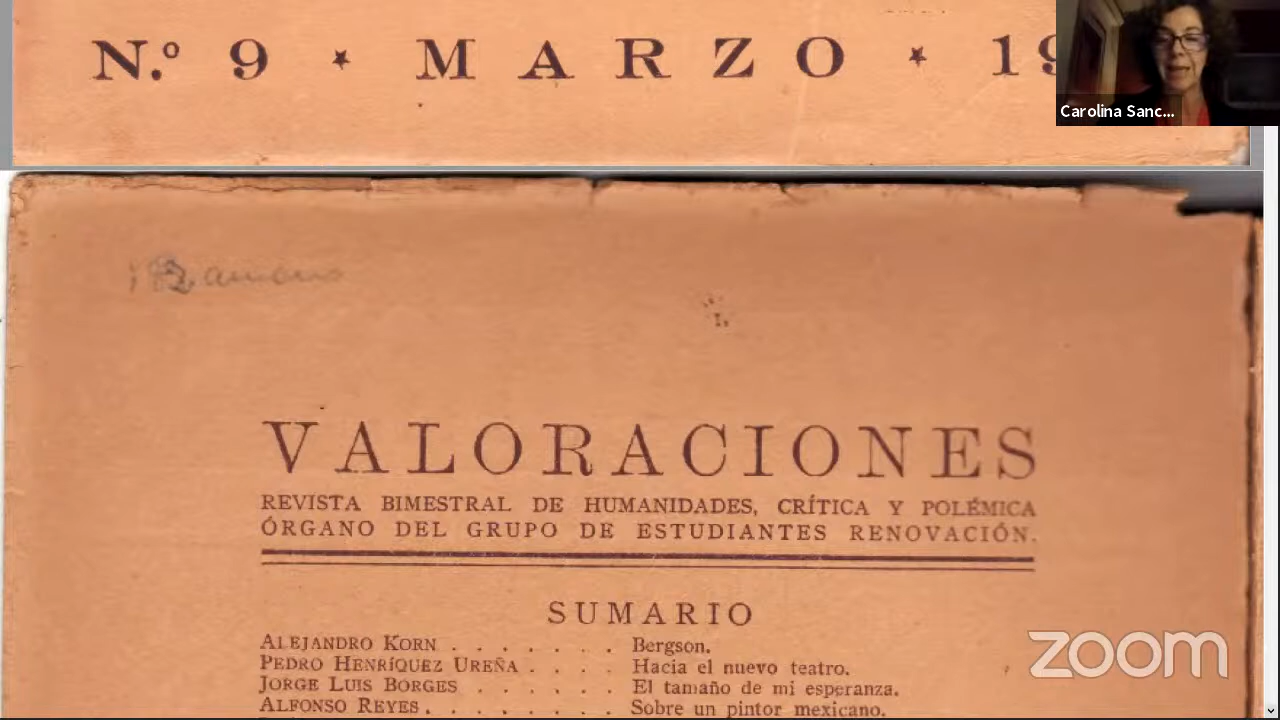 N.º 9 ★ MARZO ★ 19
Carolina Sanc...
VALORACIONES
REVISTA BIMESTRAL DE HUMANIDADES, CRÍTICA Y POLÉMICA
ÓRGANO DEL GRUPO DE ESTUDIANTES RENOVACIÓN.
SUMARIO
ALEJANDRO KORN . . . . . . . Bergson.
PEDRO HENRÍQUEZ UREÑA . . . . Hacia el nuevo teatro.
JORGE LUIS BORGES . . . . . . El tamaño de mi esperanza.
ALFONSO REYES . . . . . . . . Sobre un pintor mexicano.
zoom